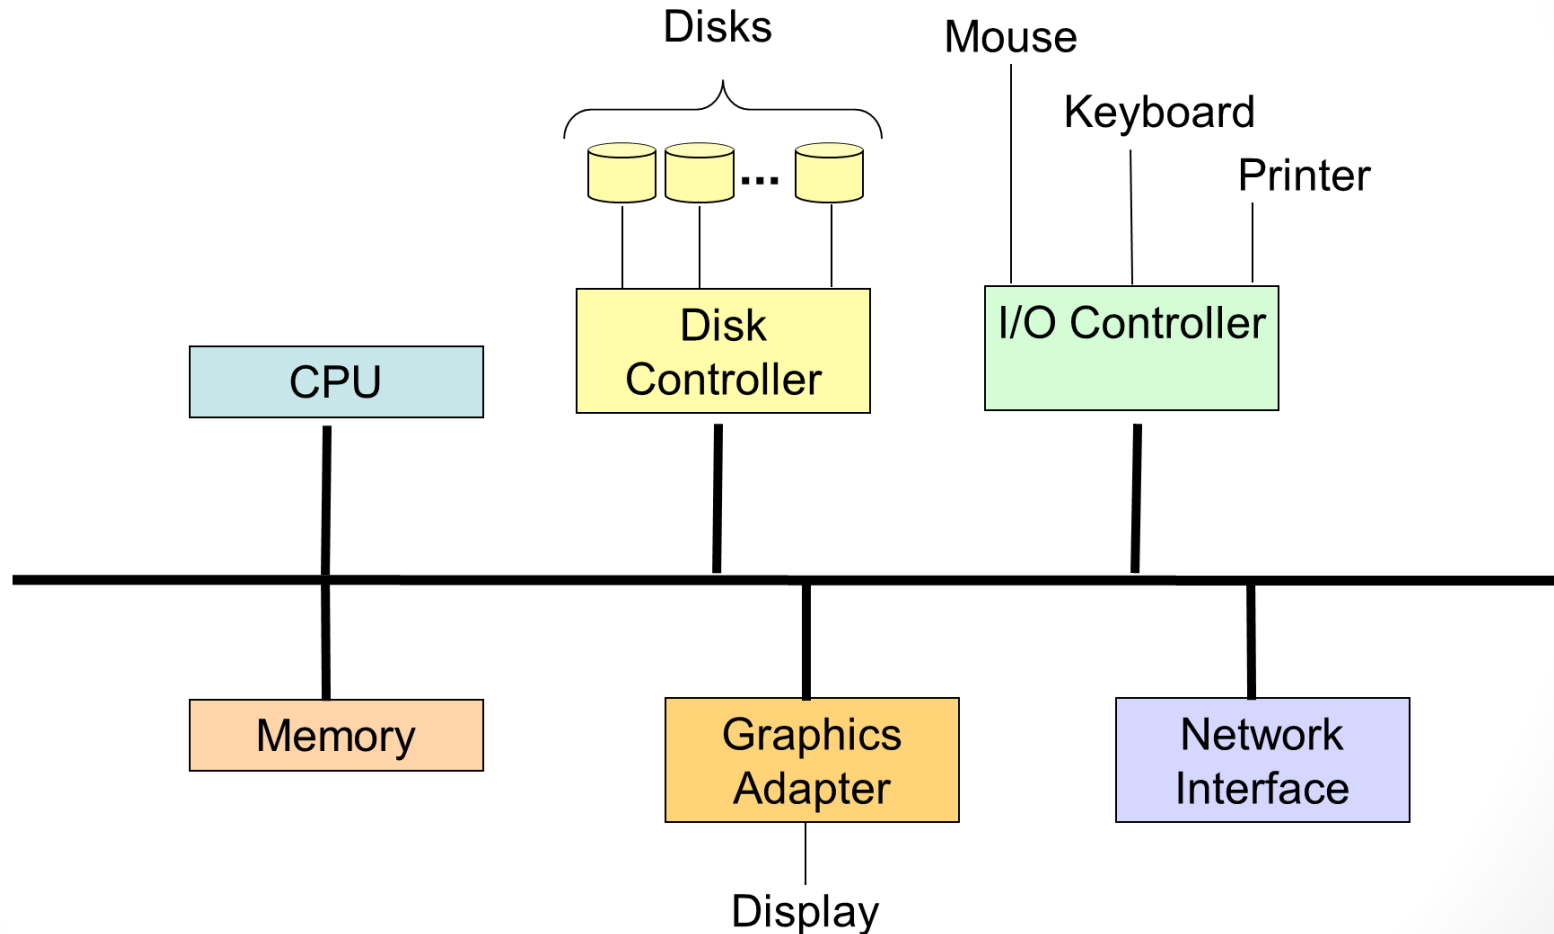 Disks
Mouse
Keyboard
Printer
...
Disk
Controller
I/O Controller
CPU
Memory
Graphics
Adapter
Network
Interface
Display